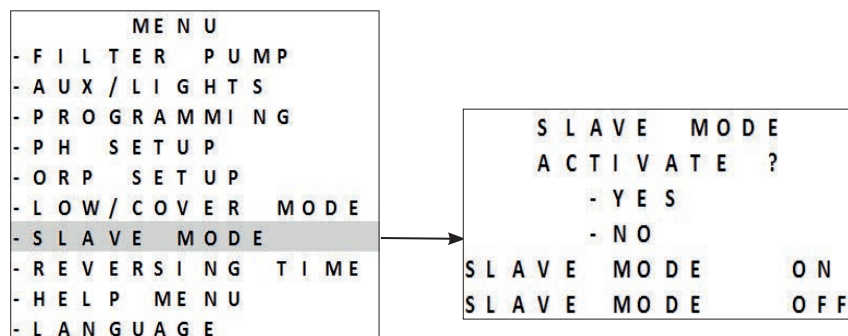 MENU
-FILTER PUMP
-AUX/LIGHTS
-PROGRAMMING
-PH SETUP
-ORP SETUP
-LOW/COVER MODE
-SLAVE MODE
-REVERSING TIME
-HELP MENU
-LANGUAGE
SLAVE MODE
ACTIVATE ?
-YES
-NO
SLAVE MODE ON
SLAVE MODE OFF